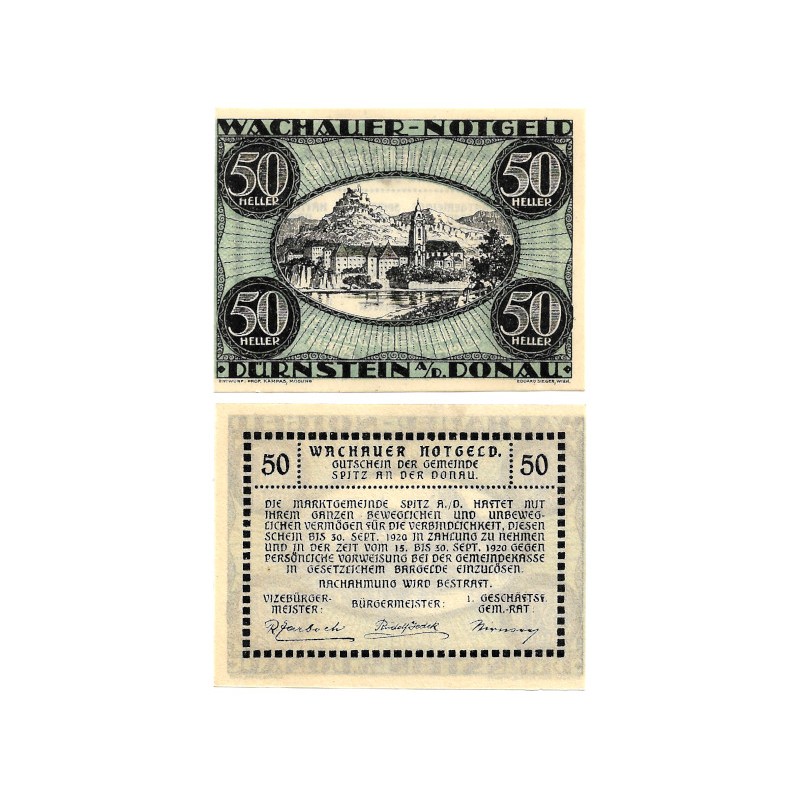 WACHAUER-NOTGELD
50 HELLER 50 HELLER
50 HELLER 50 HELLER
DÜRNSTEIN A/D. DONAU
ENTWURF: PROF. KAMPAS, MÖDLING EDUARD SIEGER, WIEN.
50 WACHAUER NOTGELD. 50
GUTSCHEIN DER GEMEINDE
SPITZ AN DER DONAU.
DIE MARKTGEMEINDE SPITZ A./D. HAFTET MIT
IHREM GANZEN BEWEGLICHEN UND UNBEWEG-
LICHEN VERMÖGEN FÜR DIE VERBINDLICHKEIT, DIESEN
SCHEIN BIS 30. SEPT. 1920 IN ZAHLUNG ZU NEHMEN
UND IN DER ZEIT VOM 15. BIS 30. SEPT. 1920 GEGEN
PERSÖNLICHE VORWEISUNG BEI DER GEMEINDEKASSE
IN GESETZLICHEM BARGELDE EINZULÖSEN.
NACHAHMUNG WIRD BESTRAFT.
VIZEBÜRGER- BÜRGERMEISTER: 1. GESCHÄFTSF.
MEISTER: GEM.-RAT: